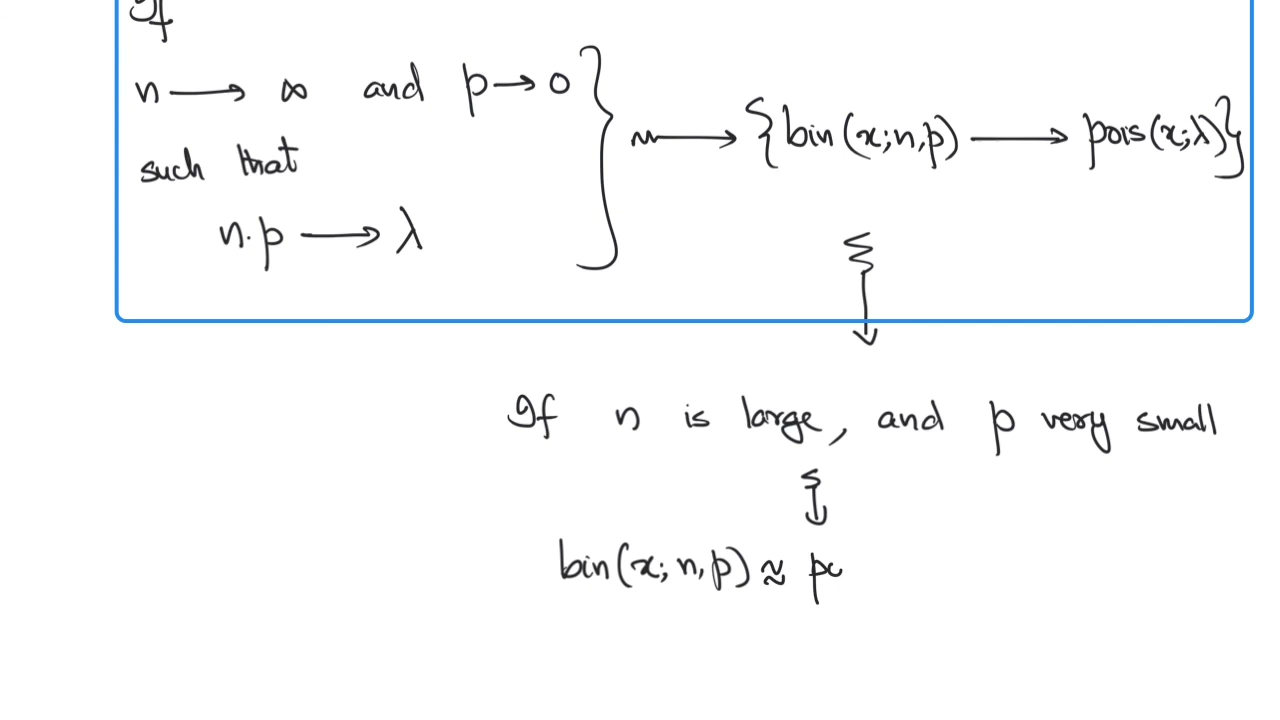 If
n ⟶ ∞ and p → 0 } ⟶ {bin(x;n,p) ⟶ pois(x;λ)}
such that
n.p ⟶ λ
If n is large, and p very small
bin(x; n, p) ≈ po